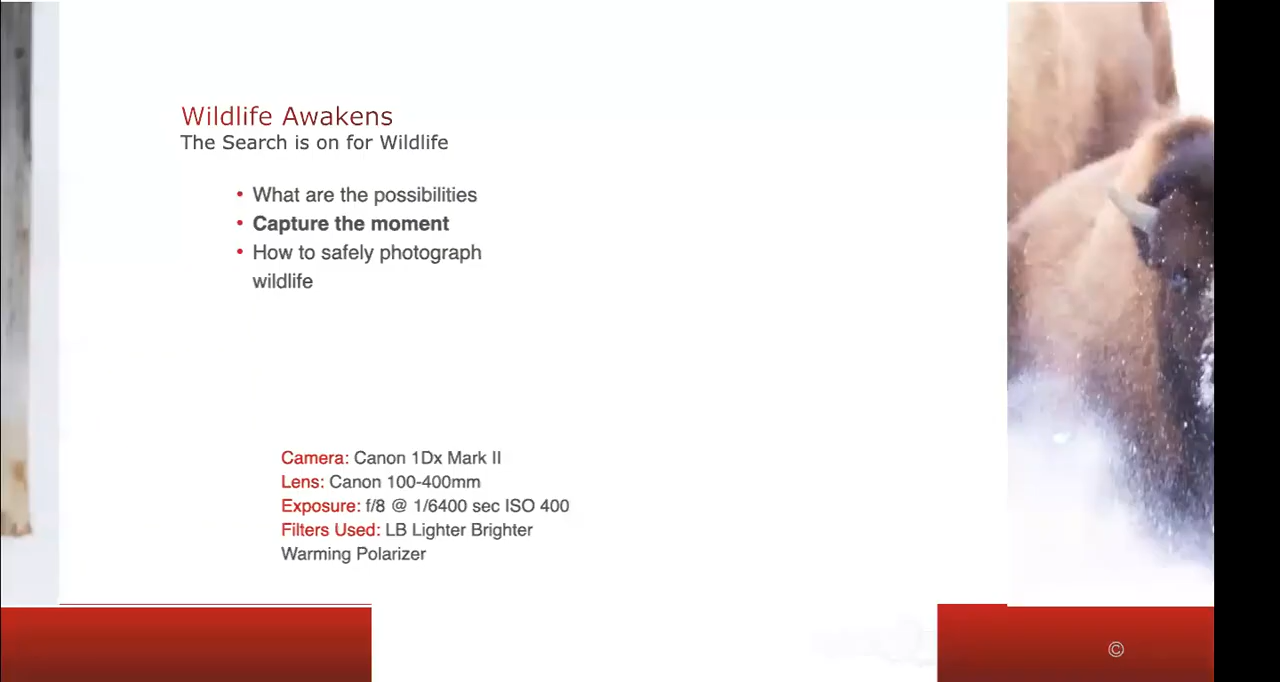 Wildlife Awakens
The Search is on for Wildlife
• What are the possibilities
• Capture the moment
• How to safely photograph
wildlife
Camera: Canon 1Dx Mark II
Lens: Canon 100-400mm
Exposure: f/8 @ 1/6400 sec ISO 400
Filters Used: LB Lighter Brighter
Warming Polarizer
©